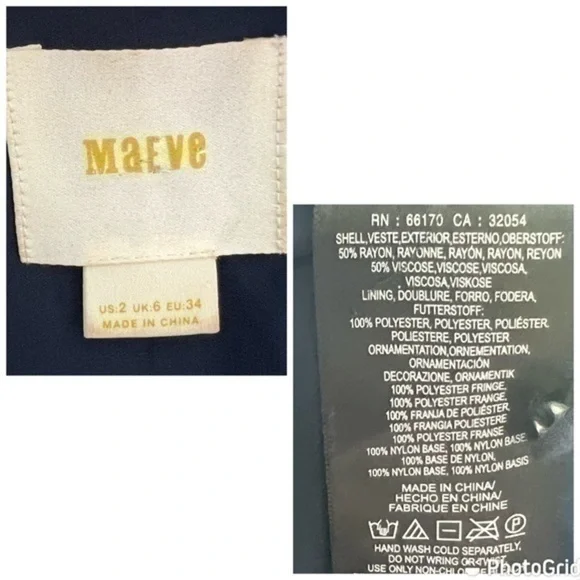 Maeve
US:2 UK:6 EU:34
MADE IN CHINA
RN : 66170 CA : 32054
SHELL,VESTE,EXTERIOR,ESTERNO,OBERSTOFF:
50% RAYON, RAYONNE, RAYÓN, RAYON, REYON
50% VISCOSE,VISCOSE,VISCOSA,
VISCOSA,VISKOSE
LINING, DOUBLURE, FORRO, FODERA,
FUTTERSTOFF:
100% POLYESTER, POLYESTER, POLIÉSTER,
POLIESTERE, POLYESTER
ORNAMENTATION,ORNEMENTATION,
ORNAMENTACIÓN
DECORAZIONE, ORNAMENTIK
100% POLYESTER FRINGE,
100% POLYESTER FRANGE,
100% FRANJA DE POLIÉSTER,
100% FRANGIA POLIESTERE
100% POLYESTER FRANSE
100% NYLON BASE, 100% NYLON BASE
100% BASE DE NYLON,
100% NYLON BASE, 100% NYLON BASIS
MADE IN CHINA/
HECHO EN CHINA/
FABRIQUE EN CHINE
HAND WASH COLD SEPARATELY,
DO NOT WRING OR TWIST
USE ONLY NON-CHLO
PhotoGrid